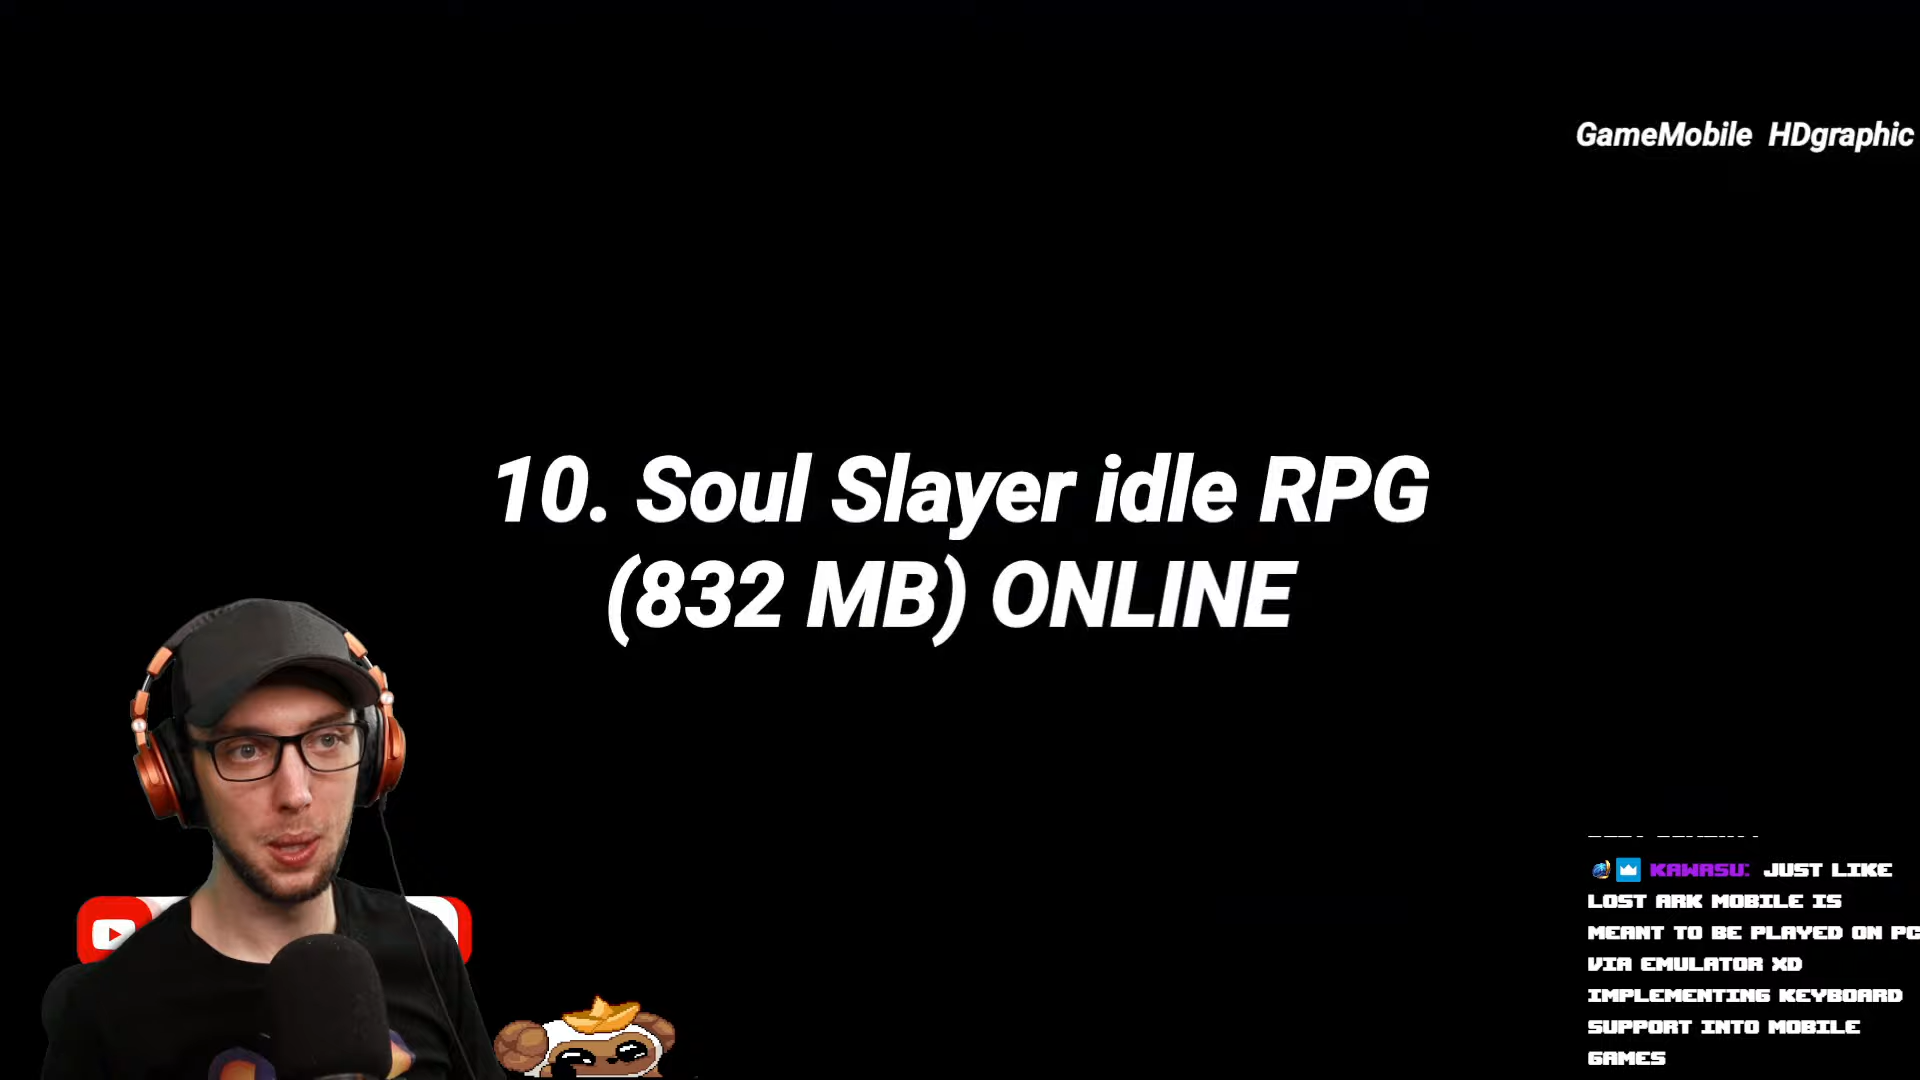 GameMobile HDgraphic
10. Soul Slayer idle RPG
(832 MB) ONLINE
KAWASU: JUST LIKE
LOST ARK MOBILE IS
MEANT TO BE PLAYED ON PC
VIA EMULATOR XD
IMPLEMENTING KEYBOARD
SUPPORT INTO MOBILE
GAMES